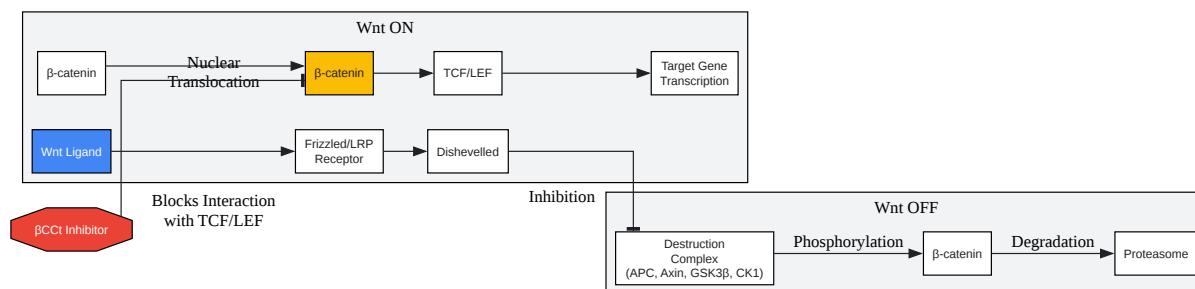 Wnt ON
β-catenin
Nuclear
Translocation
β-catenin
TCF/LEF
Target Gene
Transcription
Wnt Ligand
Frizzled/LRP
Receptor
Dishevelled
Blocks Interaction
with TCF/LEF
Inhibition
βCCt Inhibitor
Wnt OFF
Destruction
Complex
(APC, Axin, GSK3β, CK1)
Phosphorylation
β-catenin
Degradation
Proteasome